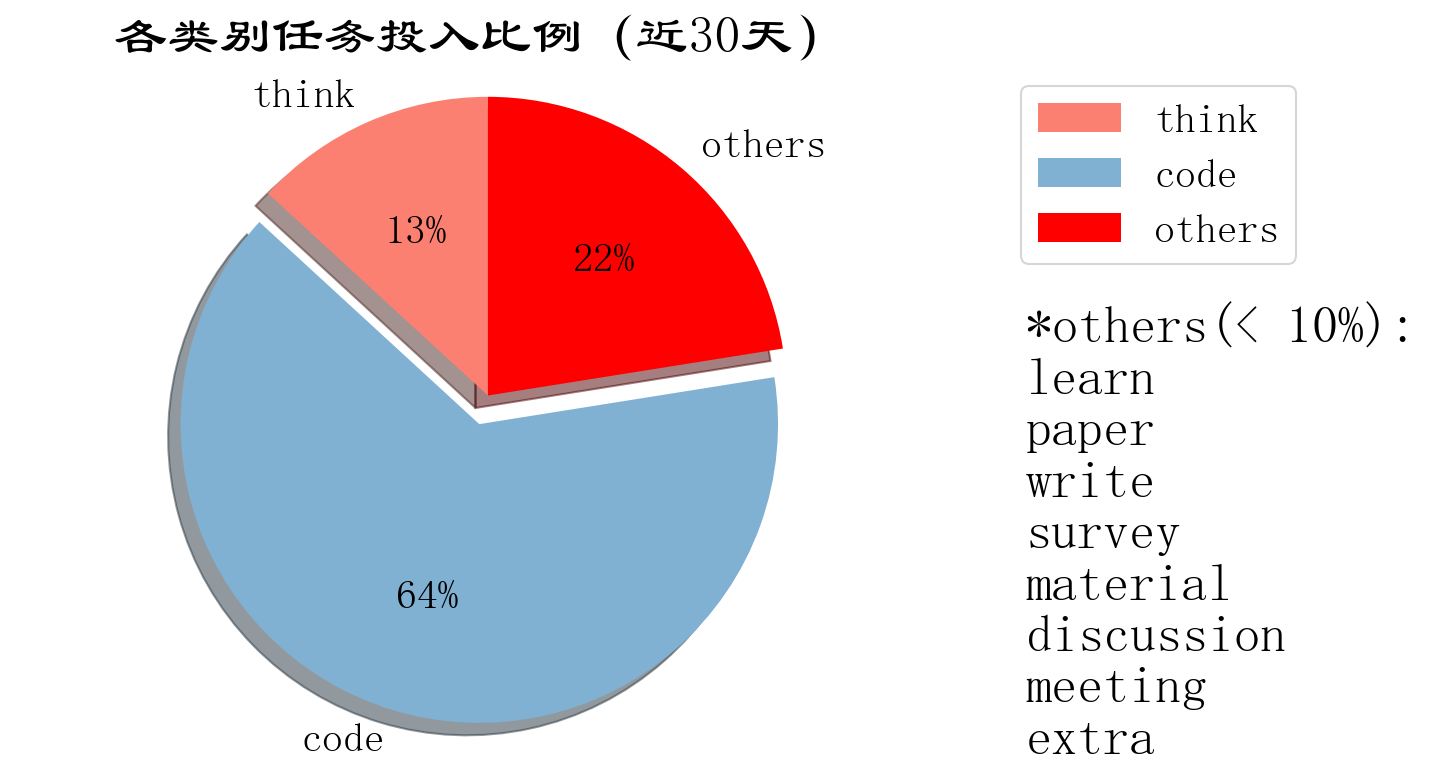 各类别任务投入比例 (近30天)
think
others
13%
22%
64%
code
think
code
others
*others(< 10%):
learn
paper
write
survey
material
discussion
meeting
extra